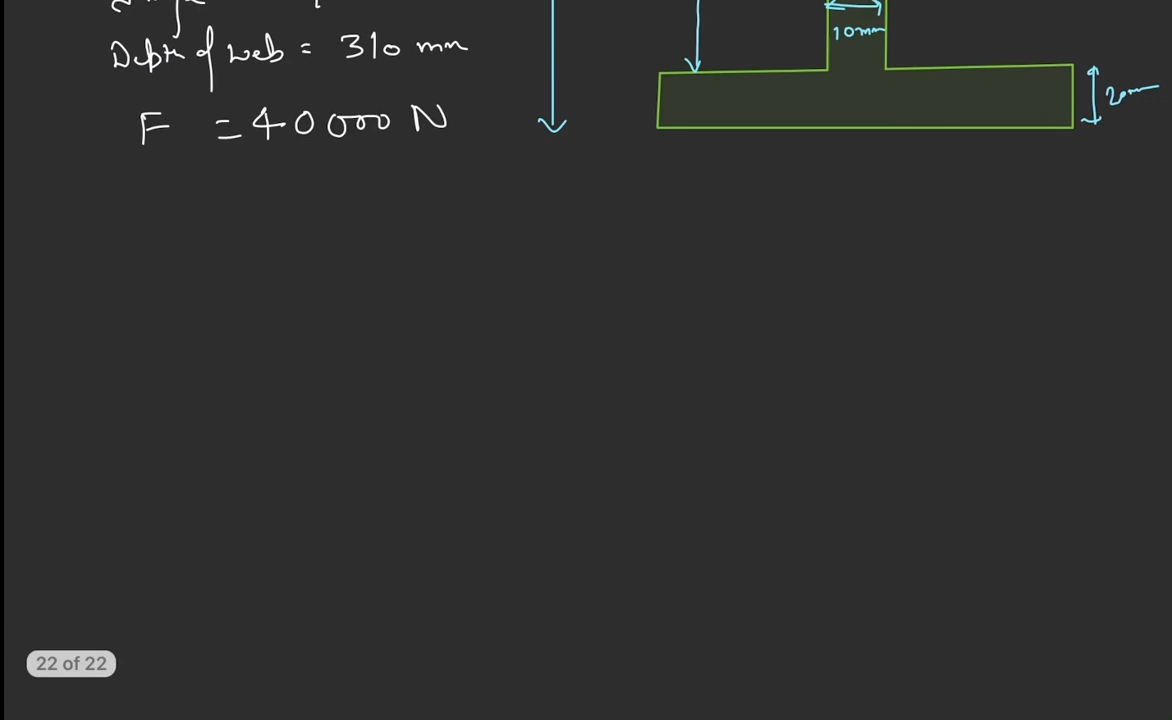 Depth of web = 310 mm
F = 40000 N
10mm
20mm
22 of 22